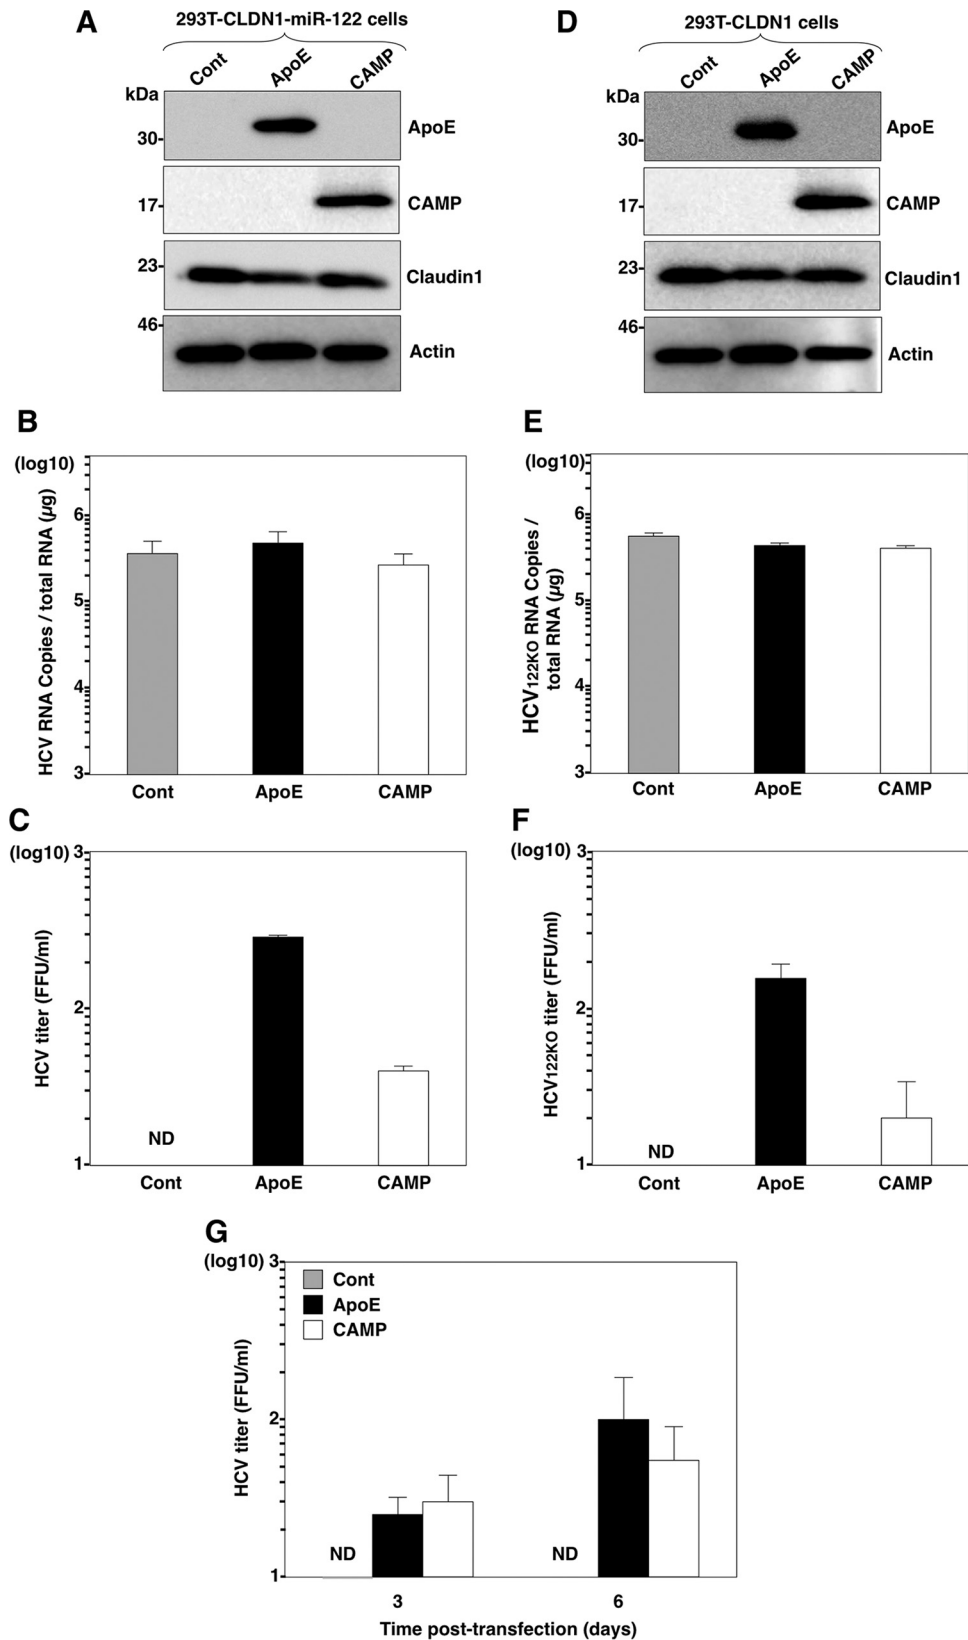 A
293T-CLDN1-miR-122 cells
Cont ApoE CAMP
kDa
30- ApoE
17- CAMP
23- Claudin1
46- Actin
D
293T-CLDN1 cells
Cont ApoE CAMP
kDa
30- ApoE
17- CAMP
23- Claudin1
46- Actin
B
(log10)
HCV RNA Copies / total RNA (µg)
6
5
4
3
Cont ApoE CAMP
E
(log10)
HCV122KO RNA Copies /
total RNA (µg)
6
5
4
3
Cont ApoE CAMP
C
(log10) 3
HCV titer (FFU/ml)
2
1
ND
Cont ApoE CAMP
F
(log10) 3
HCV122KO titer (FFU/ml)
2
1
ND
Cont ApoE CAMP
G
(log10) 3
Cont
ApoE
CAMP
HCV titer (FFU/ml)
2
1
ND ND
3 6
Time post-transfection (days)